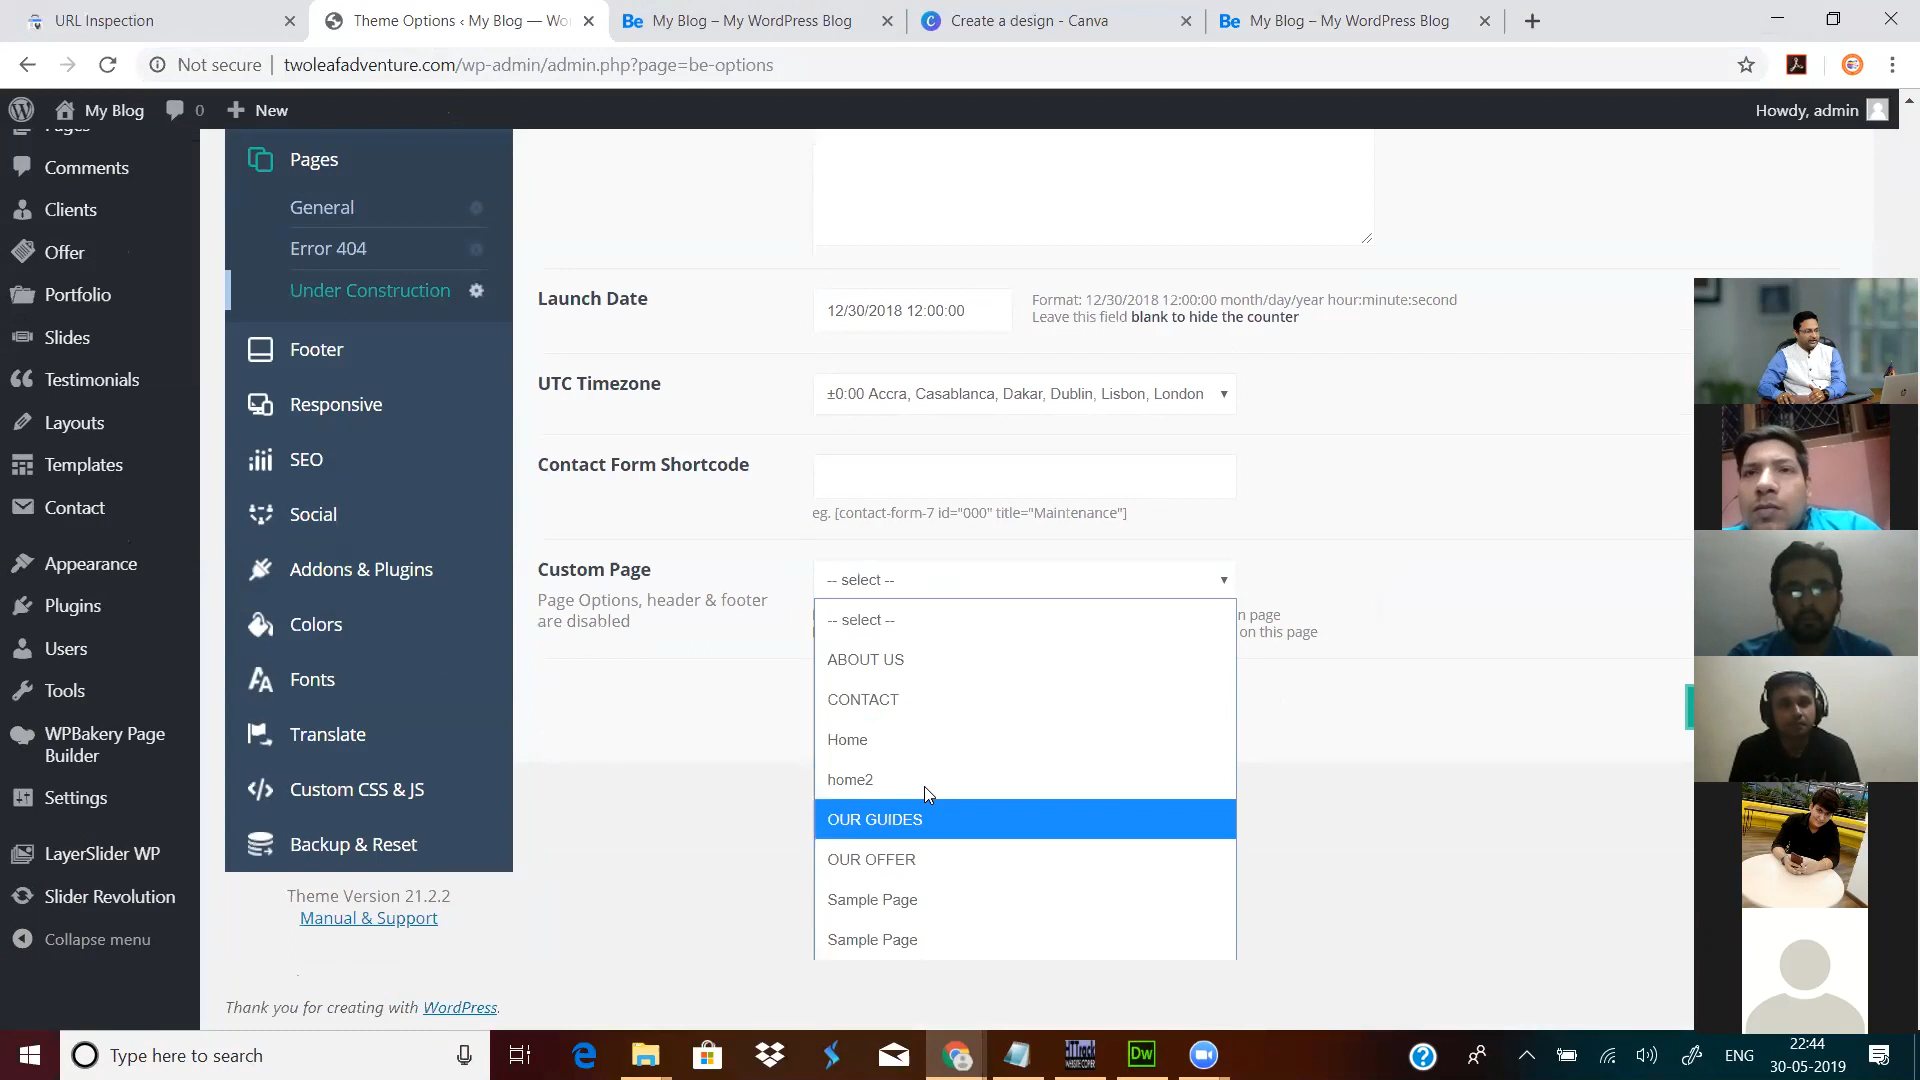 URL Inspection
Theme Options ‹ My Blog — Wo
Be My Blog – My WordPress Blog
C Create a design - Canva
Be My Blog – My WordPress Blog
Not secure
twoleafadventure.com/wp-admin/admin.php?page=be-options
My Blog
0
New
Howdy, admin
Pages
Comments
Clients
Offer
Portfolio
Slides
Testimonials
Layouts
Templates
Contact
Appearance
Plugins
Users
Tools
WPBakery Page
Builder
Settings
LayerSlider WP
Slider Revolution
Collapse menu
Pages
General
Error 404
Under Construction
Footer
Responsive
SEO
Social
Addons & Plugins
Colors
Fonts
Translate
Custom CSS & JS
Backup & Reset
Theme Version 21.2.2
Manual & Support
Launch Date
12/30/2018 12:00:00
Format: 12/30/2018 12:00:00 month/day/year hour:minute:second
Leave this field blank to hide the counter
UTC Timezone
±0:00 Accra, Casablanca, Dakar, Dublin, Lisbon, London
Contact Form Shortcode
eg. [contact-form-7 id="000" title="Maintenance"]
Custom Page
Page Options, header & footer
are disabled
-- select --
n page
on this page
-- select --
ABOUT US
CONTACT
Home
home2
OUR GUIDES
OUR OFFER
Sample Page
Sample Page
Thank you for creating with WordPress.
Type here to search
Dw
ENG
22:44
30-05-2019